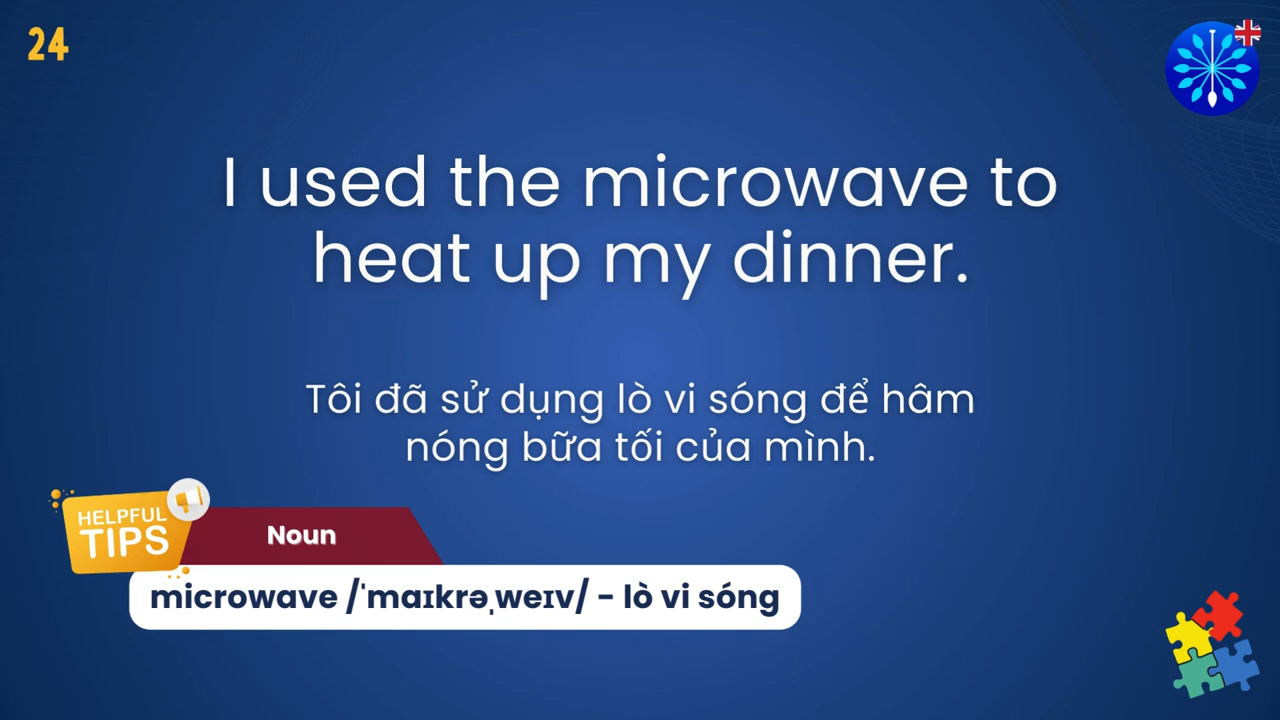 24
I used the microwave to
heat up my dinner.
Tôi đã sử dụng lò vi sóng để hâm
nóng bữa tối của mình.
HELPFUL
TIPS
Noun
microwave /ˈmaɪkrəˌweɪv/ - lò vi sóng